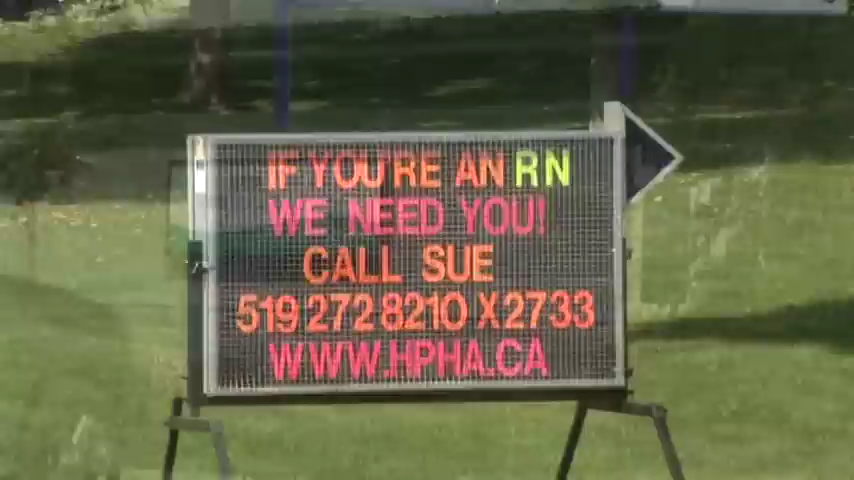 IF YOU'RE AN RN
WE NEED YOU!
CALL SUE
519 272 8210 X2733
WWW.HPHA.CA